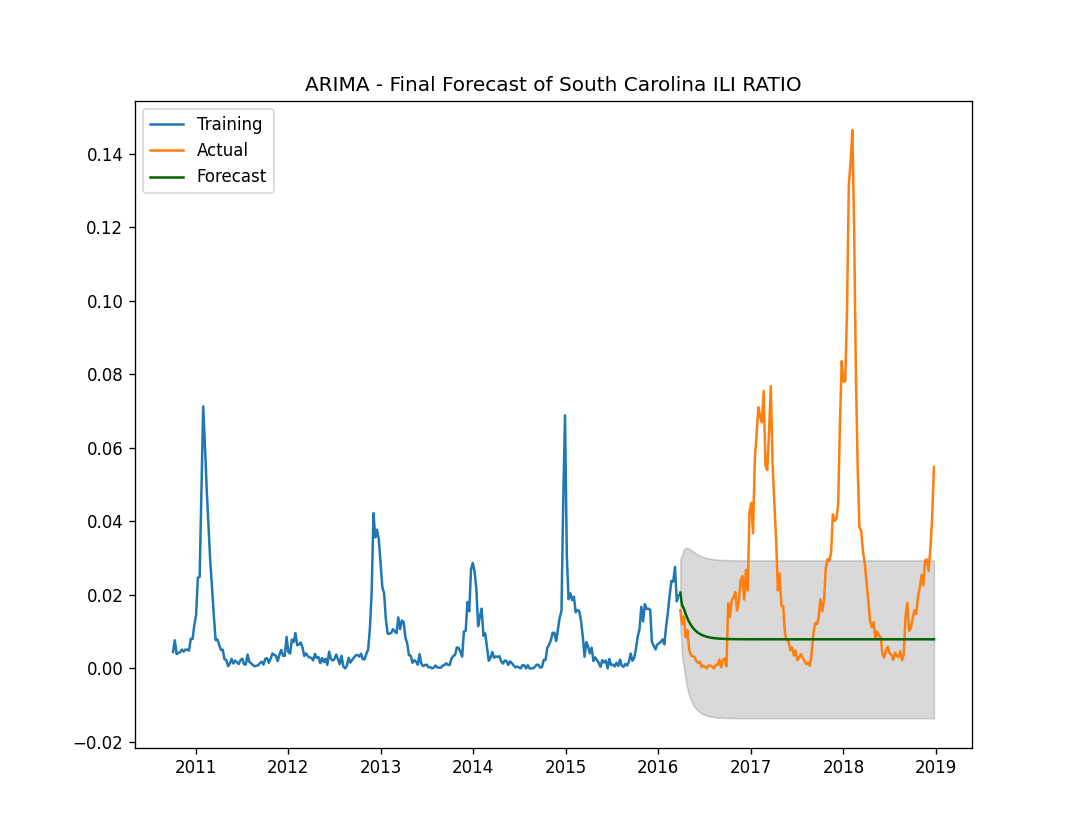 ARIMA - Final Forecast of South Carolina ILI RATIO
Training
Actual
Forecast
0.14
0.12
0.10
0.08
0.06
0.04
0.02
0.00
−0.02
2011 2012 2013 2014 2015 2016 2017 2018 2019